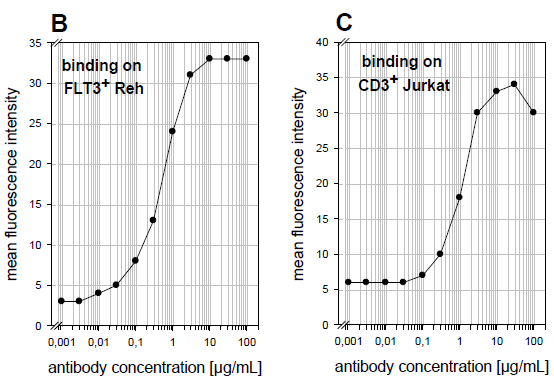 B
binding on
FLT3+ Reh
35
30
25
20
15
10
5
0
mean fluorescence intensity
0,001
0,01
0,1
1
10
100
antibody concentration [µg/mL]
C
binding on
CD3+ Jurkat
40
35
30
25
20
15
10
5
0
mean fluorescence intensity
0,001
0,01
0,1
1
10
100
antibody concentration [µg/mL]